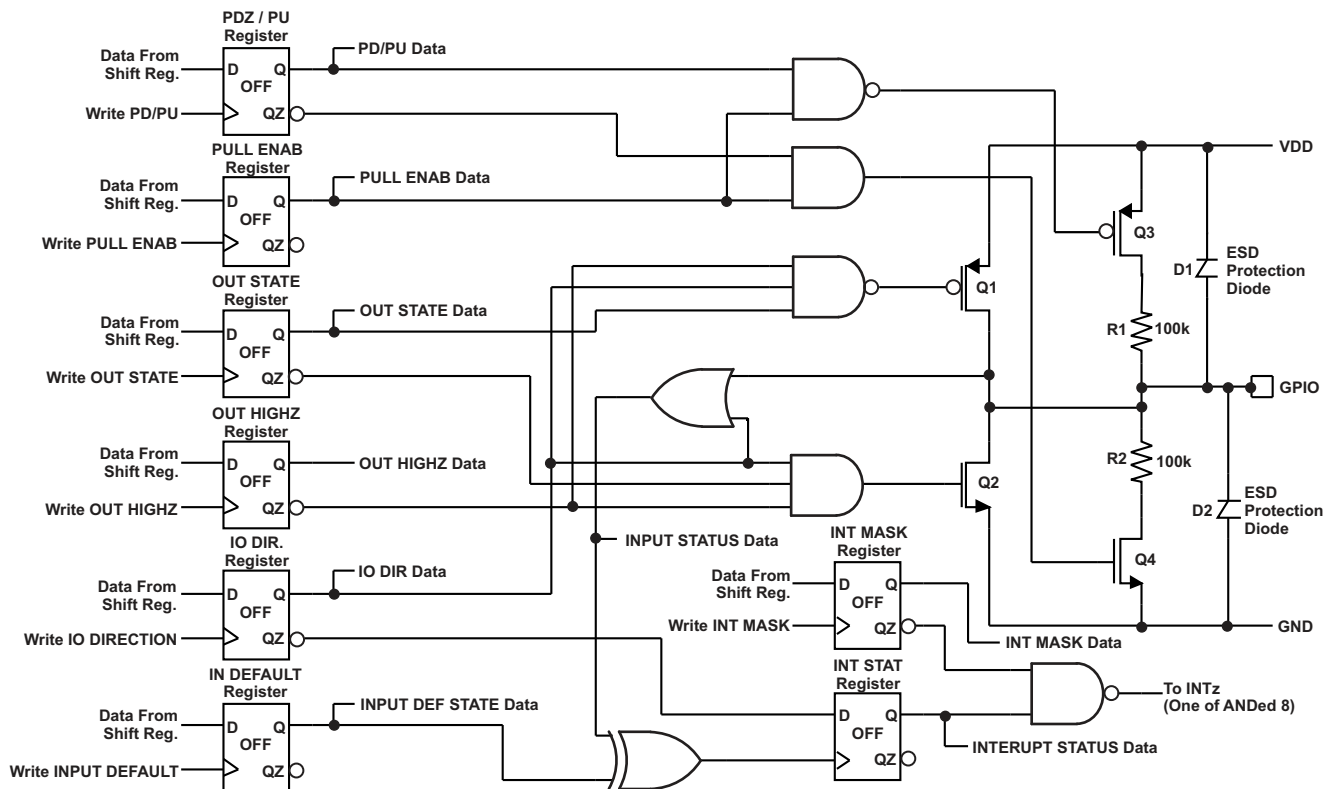 PDZ / PU
Register
Data From
Shift Reg.
D
Q
OFF
QZ
Write PD/PU
PD/PU Data
PULL ENAB
Register
Data From
Shift Reg.
D
Q
OFF
QZ
Write PULL ENAB
PULL ENAB Data
OUT STATE
Register
Data From
Shift Reg.
D
Q
OFF
QZ
Write OUT STATE
OUT STATE Data
OUT HIGHZ
Register
Data From
Shift Reg.
D
Q
OFF
QZ
Write OUT HIGHZ
OUT HIGHZ Data
IO DIR.
Register
Data From
Shift Reg.
D
Q
OFF
QZ
Write IO DIRECTION
IO DIR Data
IN DEFAULT
Register
Data From
Shift Reg.
D
Q
OFF
QZ
Write INPUT DEFAULT
INPUT DEF STATE Data
INPUT STATUS Data
INT MASK
Register
Data From
Shift Reg.
D
Q
OFF
QZ
Write INT MASK
INT MASK Data
INT STAT
Register
D
Q
OFF
QZ
INTERUPT STATUS Data
To INTz
(One of ANDed 8)
VDD
Q3
Q1
D1
ESD
Protection
Diode
R1
100k
GPIO
R2
100k
Q2
D2
ESD
Protection
Diode
Q4
GND